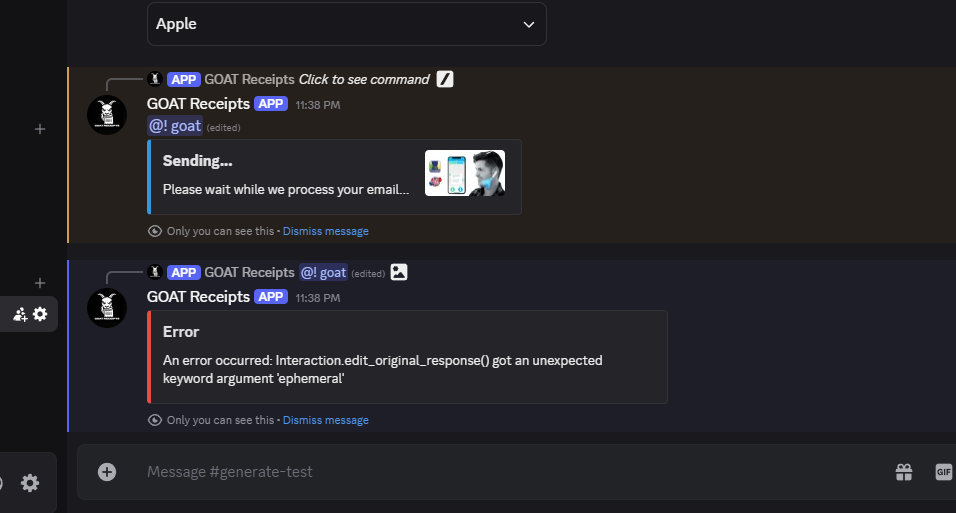 Apple
APP GOAT Receipts Click to see command
GOAT Receipts APP 11:38 PM
@! goat (edited)
Sending...
Please wait while we process your email...
Only you can see this • Dismiss message
APP GOAT Receipts @! goat (edited)
GOAT Receipts APP 11:38 PM
Error
An error occurred: Interaction.edit_original_response() got an unexpected
keyword argument 'ephemeral'
Only you can see this • Dismiss message
Message #generate-test
GIF